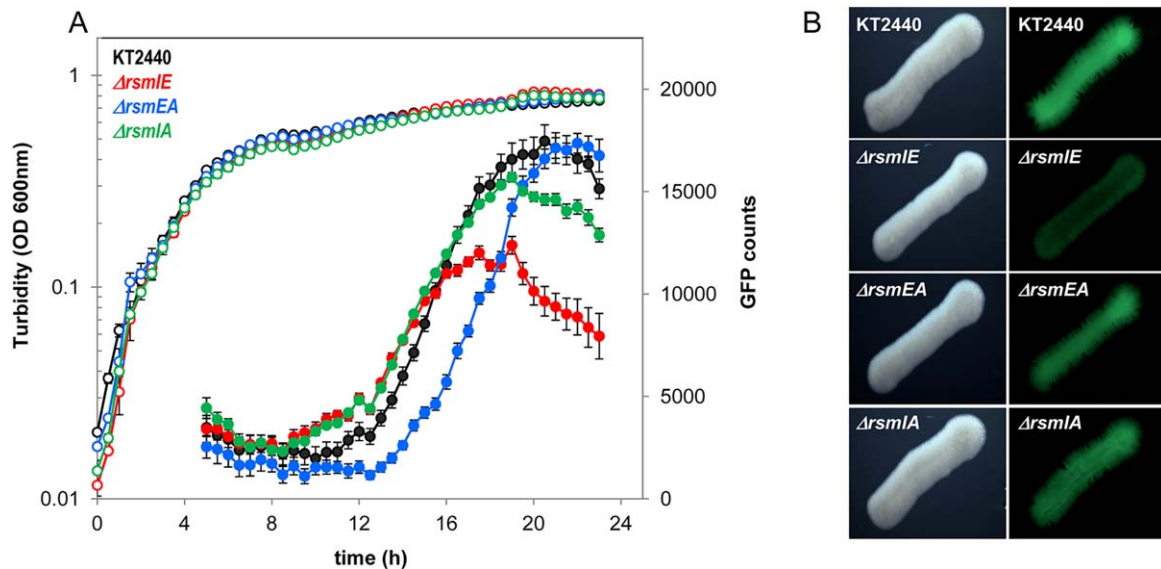 A
KT2440
ΔrsmIE
ΔrsmEA
ΔrsmIA
Turbidity (OD 600nm)
1
0.1
0.01
0
4
8
12
16
20
24
time (h)
20000
15000
10000
5000
0
GFP counts
B
KT2440
KT2440
ΔrsmIE
ΔrsmIE
ΔrsmEA
ΔrsmEA
ΔrsmIA
ΔrsmIA